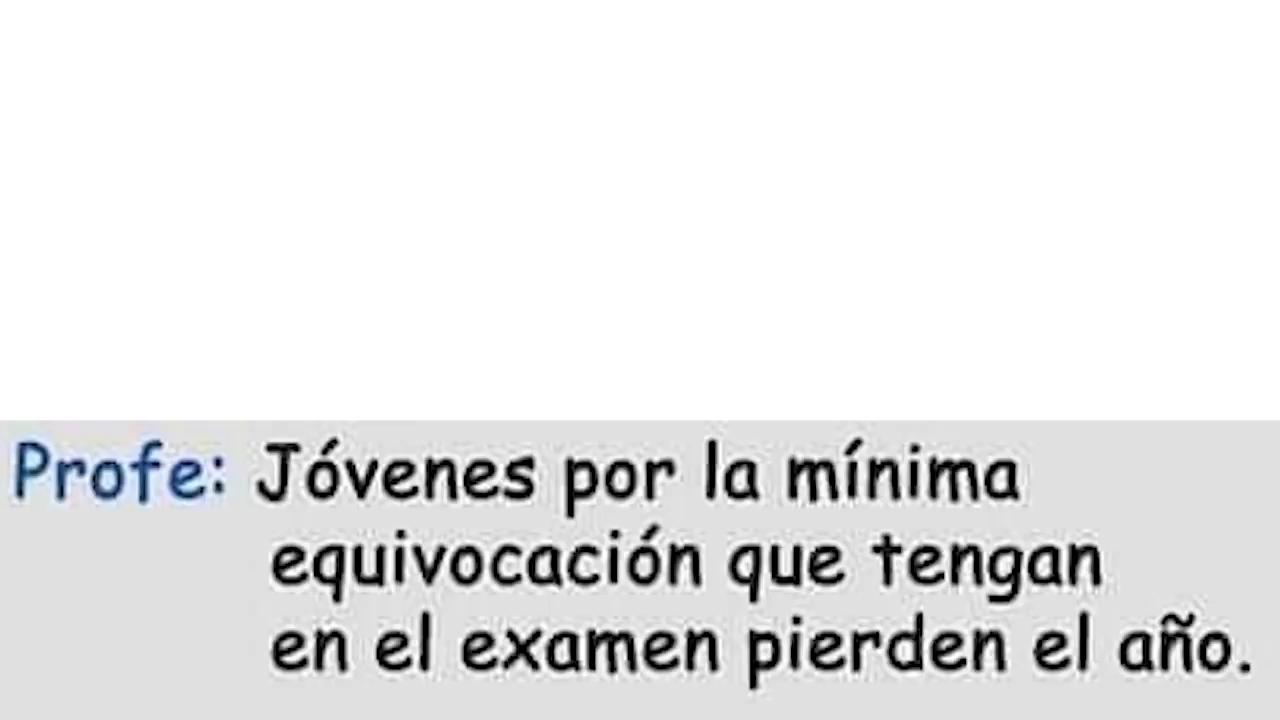 Profe: Jóvenes por la mínima
equivocación que tengan
en el examen pierden el año.